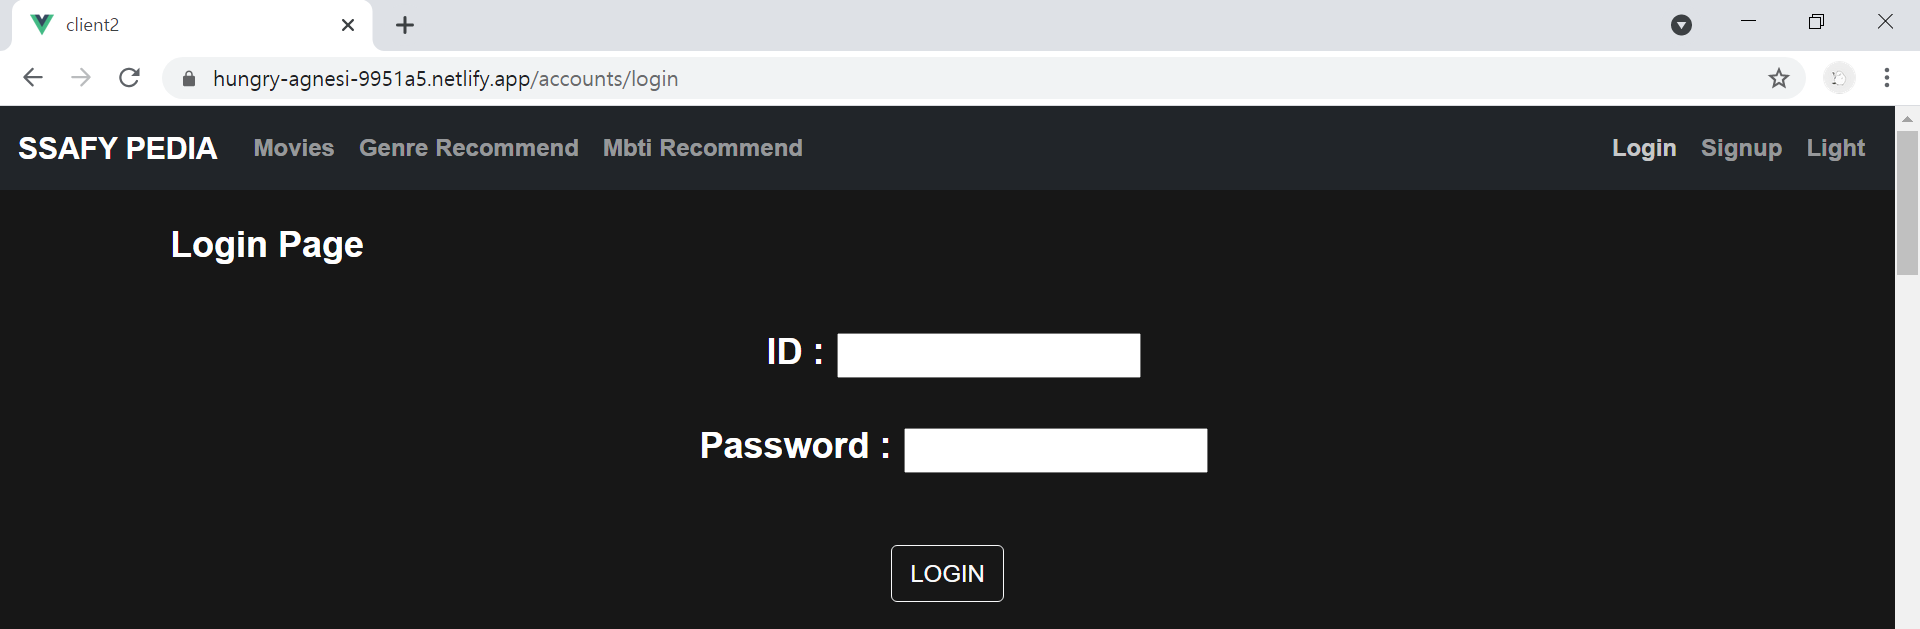 client2
hungry-agnesi-9951a5.netlify.app/accounts/login
SSAFY PEDIA Movies Genre Recommend Mbti Recommend Login Signup Light
Login Page
ID :
Password :
LOGIN